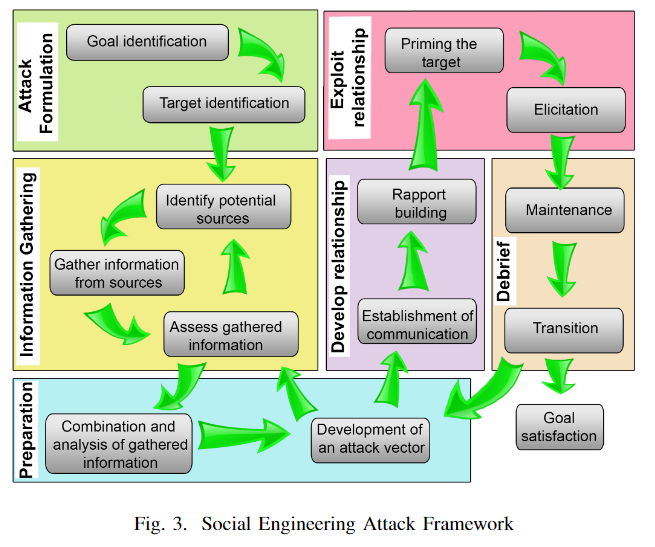 Attack
Formulation
Goal identification
Target identification
Exploit
relationship
Priming the
target
Elicitation
Information Gathering
Identify potential
sources
Gather information
from sources
Assess gathered
information
Develop relationship
Rapport
building
Establishment of
communication
Debrief
Maintenance
Transition
Goal
satisfaction
Preparation
Combination and
analysis of gathered
information
Development of
an attack vector
Fig. 3. Social Engineering Attack Framework